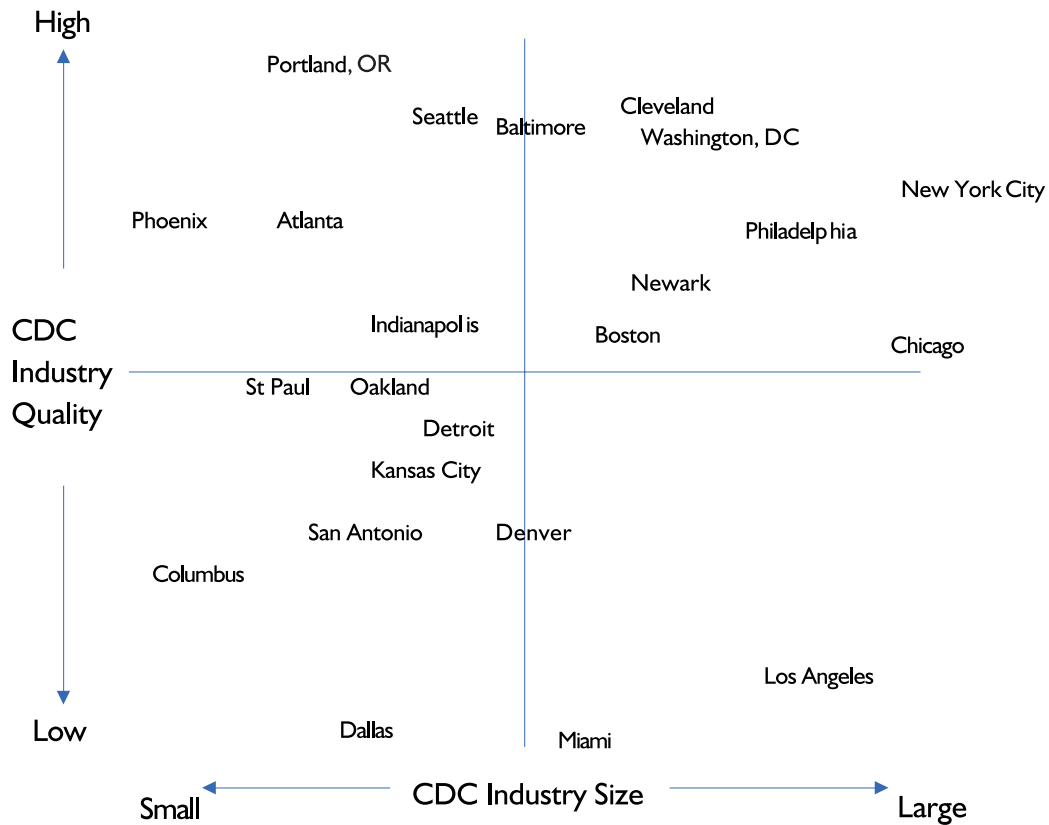 High
Portland, OR
Cleveland
Seattle
Baltimore
Washington, DC
New York City
Phoenix
Atlanta
Philadelphia
Newark
Indianapolis
Boston
Chicago
CDC
Industry
Quality
St Paul
Oakland
Detroit
Kansas City
San Antonio
Denver
Columbus
Los Angeles
Low
Dallas
Miami
Small
CDC Industry Size
Large